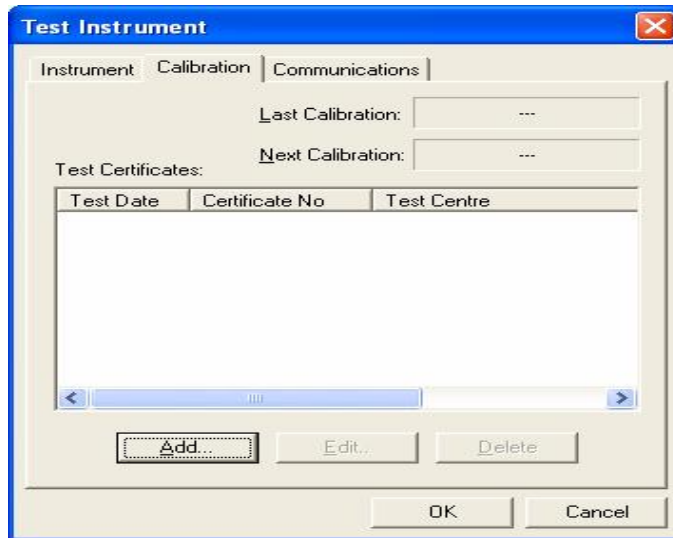 Test Instrument
Instrument Calibration Communications
Last Calibration: ---
Next Calibration: ---
Test Certificates:
Test Date Certificate No Test Centre
Add... Edit.. Delete
OK Cancel